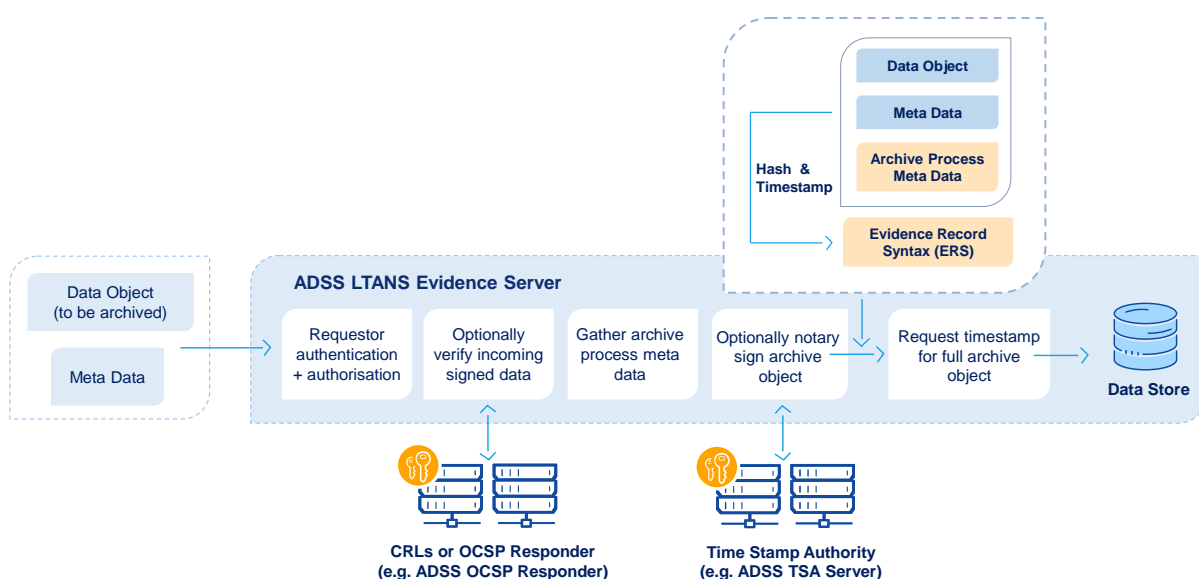 Data Object
Meta Data
Archive Process
Meta Data
Hash &
Timestamp
Evidence Record
Syntax (ERS)
ADSS LTANS Evidence Server
Data Object
(to be archived)
Meta Data
Requestor
authentication
+ authorisation
Optionally
verify incoming
signed data
Gather archive
process meta
data
Optionally notary
sign archive
object
Request timestamp
for full archive
object
Data Store
CRLs or OCSP Responder
(e.g. ADSS OCSP Responder)
Time Stamp Authority
(e.g. ADSS TSA Server)